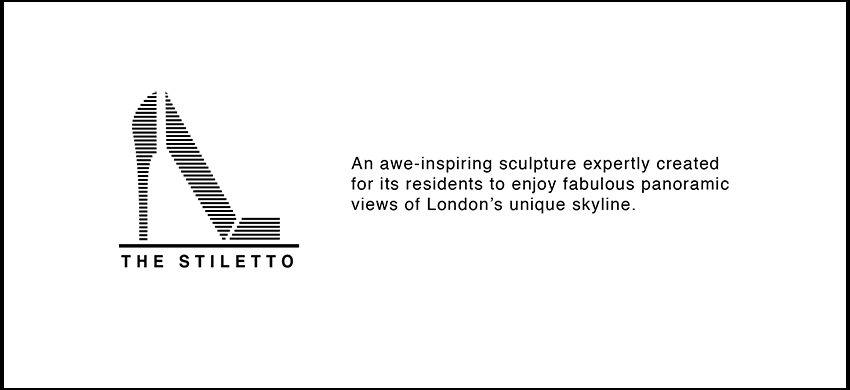 An awe-inspiring sculpture expertly created
for its residents to enjoy fabulous panoramic
views of London’s unique skyline.
THE STILETTO